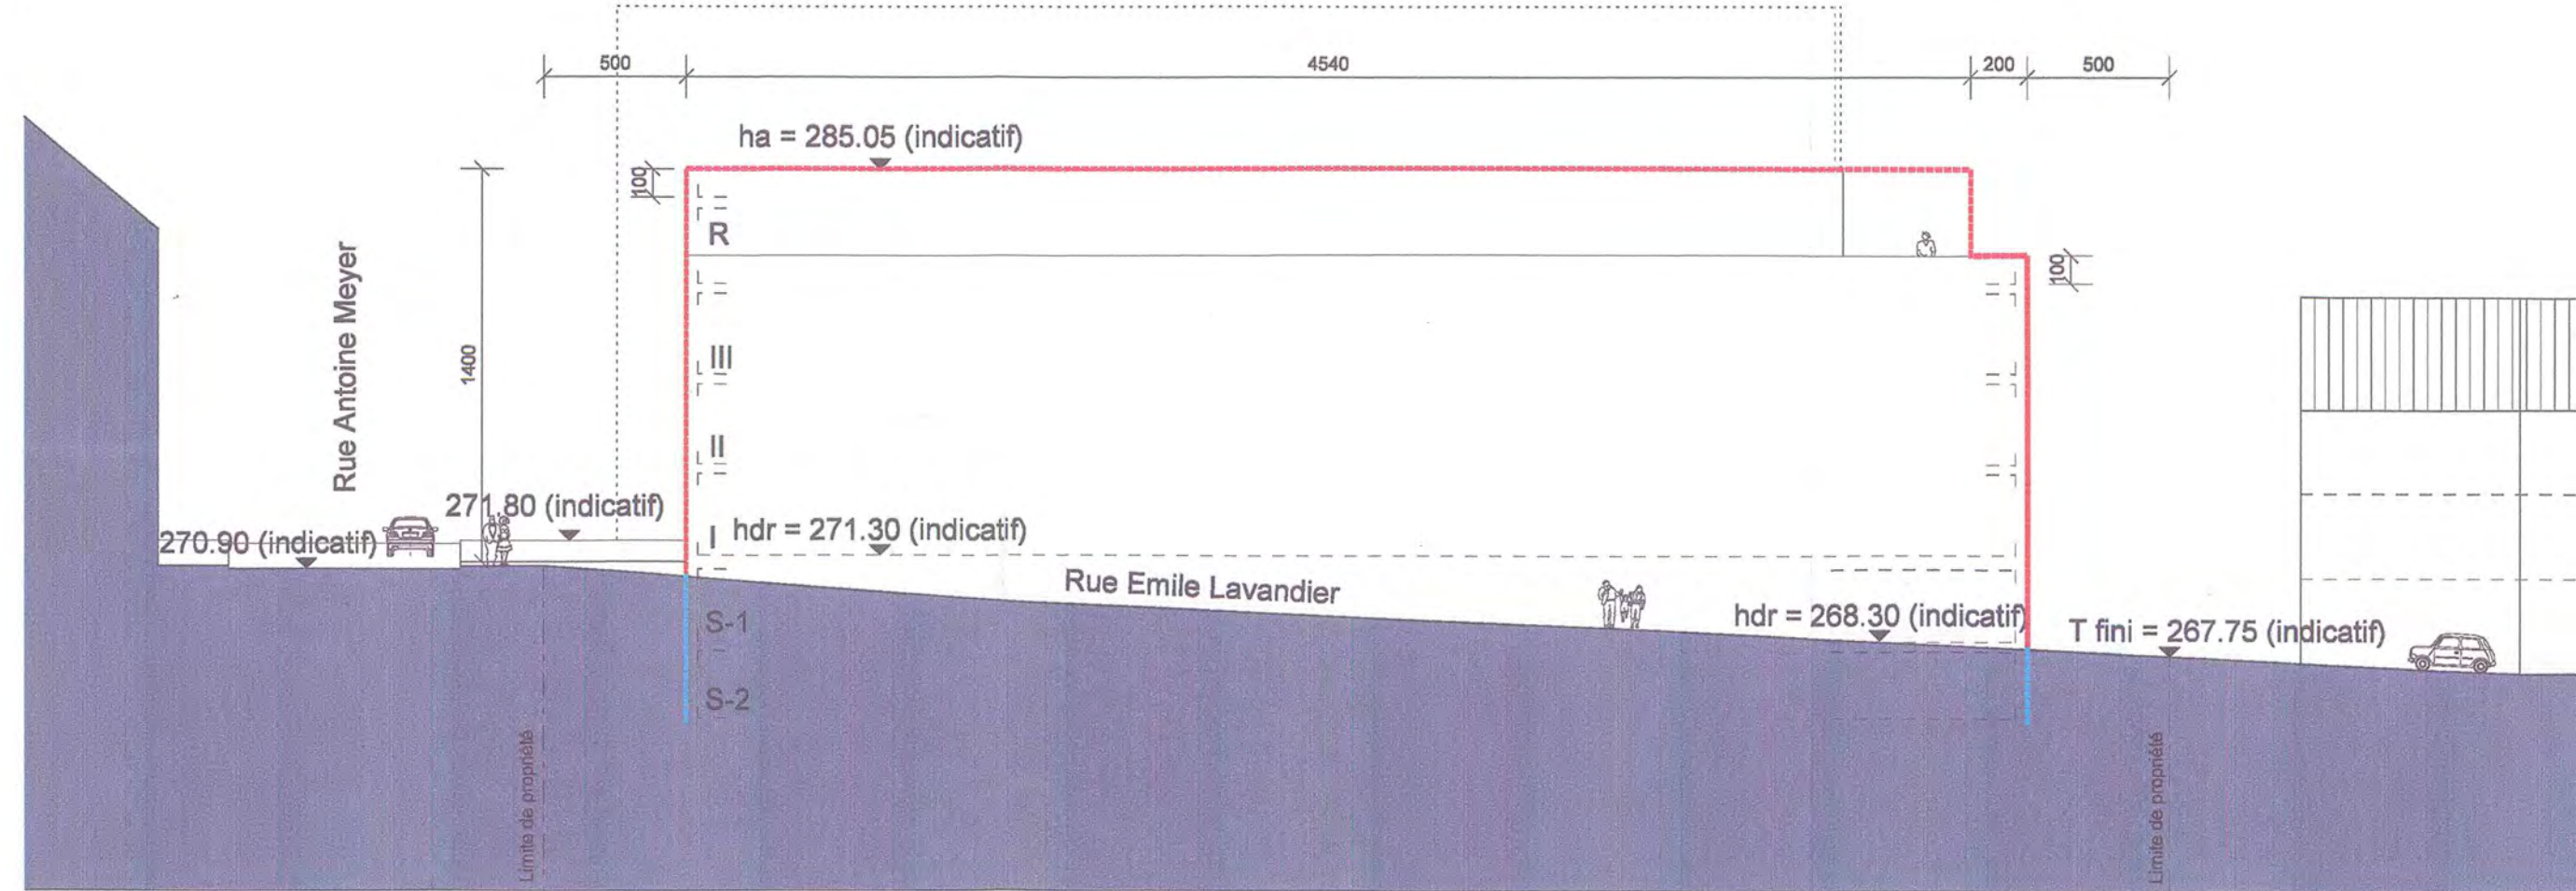 500
4540
200
500
ha = 285.05 (indicatif)
100
R
100
Rue Antoine Meyer
1400
III
II
271.80 (indicatif)
I
hdr = 271.30 (indicatif)
270.90 (indicatif)
Rue Emile Lavandier
S-1
hdr = 268.30 (indicatif)
T fini = 267.75 (indicatif)
S-2
Limite de propriété
Limite de propriété